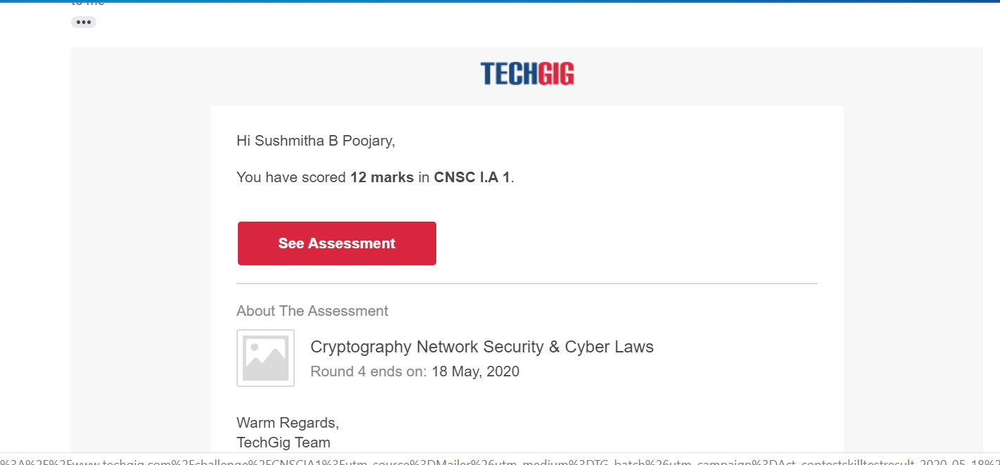 to me
•••
TECHGIG
Hi Sushmitha B Poojary,
You have scored 12 marks in CNSC I.A 1.
See Assessment
About The Assessment
Cryptography Network Security & Cyber Laws
Round 4 ends on: 18 May, 2020
Warm Regards,
TechGig Team
%3A%2F%2Fwww.techgig.com%2Fchallenge%2FCNSCIA1%3Futm_source%3DMailer%26utm_medium%3DTG_batch%26utm_campaign%3DAct_contestskilltestresult_2020-05-18%2